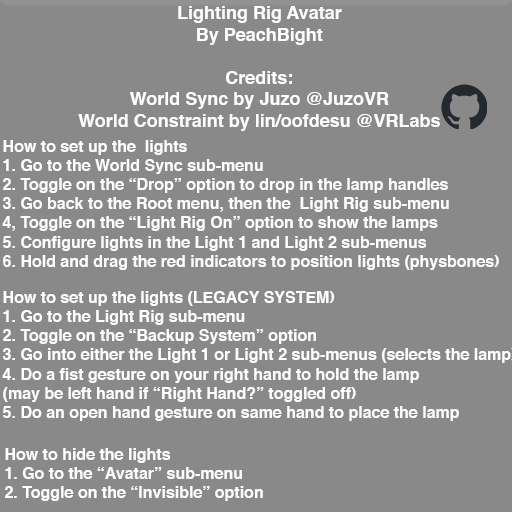 Lighting Rig Avatar
By PeachBight
Credits:
World Sync by Juzo @JuzoVR
World Constraint by lin/oofdesu @VRLabs
How to set up the  lights
1. Go to the World Sync sub-menu
2. Toggle on the “Drop” option to drop in the lamp handles
3. Go back to the Root menu, then the  Light Rig sub-menu
4, Toggle on the “Light Rig On” option to show the lamps
5. Configure lights in the Light 1 and Light 2 sub-menus
6. Hold and drag the red indicators to position lights (physbones)
How to set up the lights (LEGACY SYSTEM)
1. Go to the Light Rig sub-menu
2. Toggle on the “Backup System” option
3. Go into either the Light 1 or Light 2 sub-menus (selects the lamp)
4. Do a fist gesture on your right hand to hold the lamp
(may be left hand if “Right Hand?” toggled off)
5. Do an open hand gesture on same hand to place the lamp
How to hide the lights
1. Go to the “Avatar” sub-menu
2. Toggle on the “Invisible” option